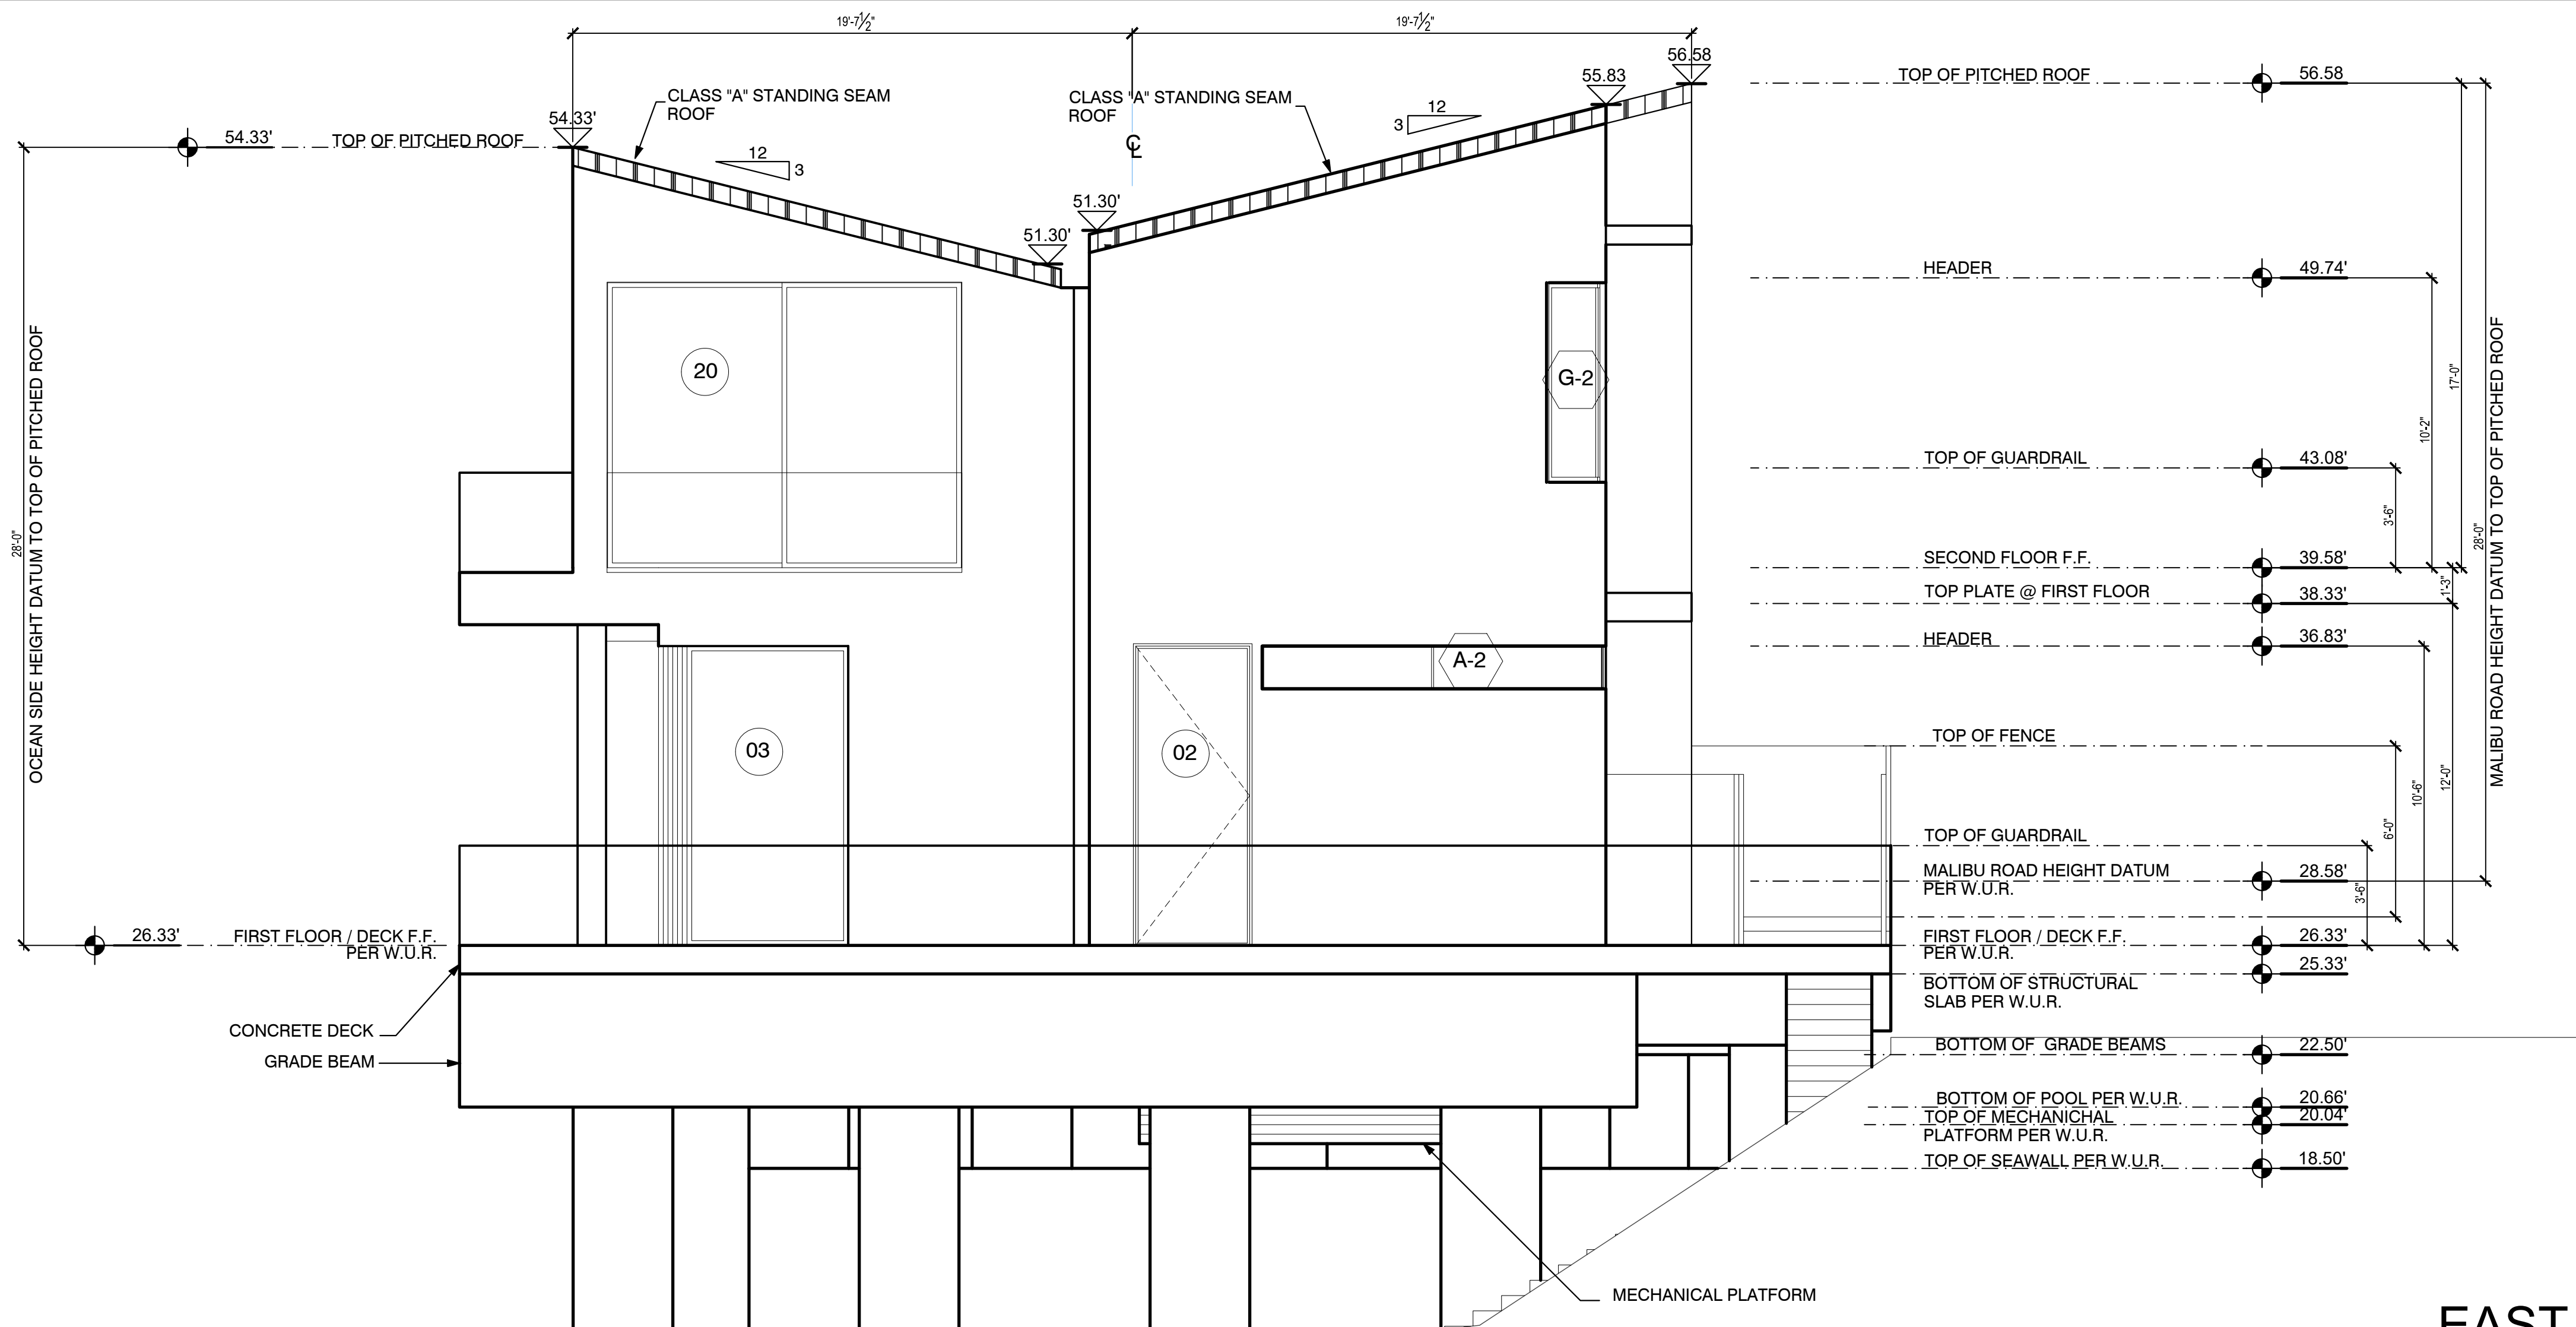 19'-7½"
19'-7½"
56.58
55.83
54.33'
51.30'
51.30'
CLASS "A" STANDING SEAM
ROOF
CLASS "A" STANDING SEAM
ROOF
12
3
12
3
CL
54.33'
TOP OF PITCHED ROOF
28'-0"
OCEAN SIDE HEIGHT DATUM TO TOP OF PITCHED ROOF
26.33'
FIRST FLOOR / DECK F.F.
PER W.U.R.
CONCRETE DECK
GRADE BEAM
20
G-2
03
02
A-2
MECHANICAL PLATFORM
TOP OF PITCHED ROOF
56.58
HEADER
49.74'
TOP OF GUARDRAIL
43.08'
SECOND FLOOR F.F.
39.58'
TOP PLATE @ FIRST FLOOR
38.33'
HEADER
36.83'
TOP OF FENCE
TOP OF GUARDRAIL
MALIBU ROAD HEIGHT DATUM
PER W.U.R.
28.58'
FIRST FLOOR / DECK F.F.
PER W.U.R.
26.33'
25.33'
BOTTOM OF STRUCTURAL
SLAB PER W.U.R.
BOTTOM OF GRADE BEAMS
22.50'
BOTTOM OF POOL PER W.U.R.
20.66'
TOP OF MECHANICHAL
PLATFORM PER W.U.R.
20.04'
TOP OF SEAWALL PER W.U.R.
18.50'
3'-6"
6'-0"
10'-6"
12'-0"
1'-3"
3'-6"
10'-2"
17'-0"
28'-0"
MALIBU ROAD HEIGHT DATUM TO TOP OF PITCHED ROOF
EAST